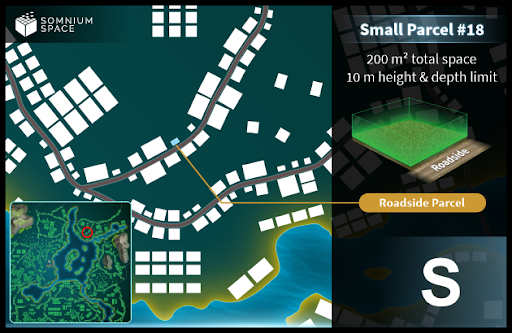 SOMNIUM
SPACE
Small Parcel #18
200 m² total space
10 m height & depth limit
Roadside
Roadside Parcel
S